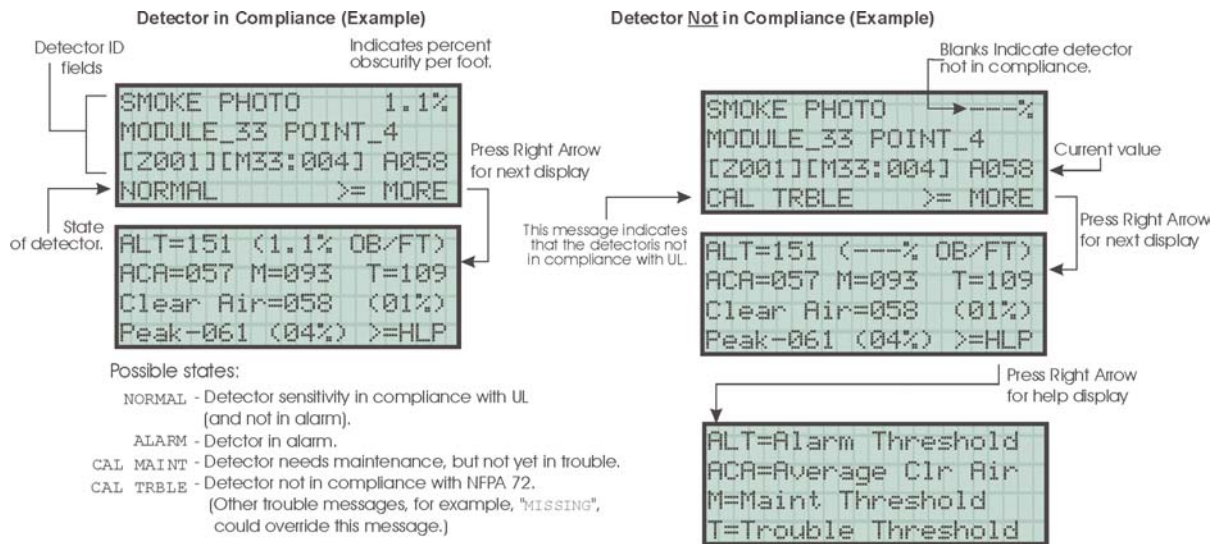 Detector in Compliance (Example)
Detector ID
fields
Indicates percent
obscurity per foot.
SMOKE PHOTO 1.1%
MODULE_33 POINT_4
[Z001][M33:004] A058
NORMAL >= MORE
Press Right Arrow
for next display
State
of detector.
ALT=151 (1.1% OB/FT)
ACA=057 M=093 T=109
Clear Air=058 (01%)
Peak-061 (04%) >=HLP
Possible states:
NORMAL - Detector sensitivity in compliance with UL
(and not in alarm).
ALARM - Detctor in alarm.
CAL MAINT - Detector needs maintenance, but not yet in trouble.
CAL TRBLE - Detector not in compliance with NFPA 72.
(Other trouble messages, for example, "MISSING",
could override this message.)
Detector Not in Compliance (Example)
Blanks Indicate detector
not in compliance.
SMOKE PHOTO ---%
MODULE_33 POINT_4
[Z001][M33:004] A058
CAL TRBLE >= MORE
Current value
This message indicates
that the detectoris not
in compliance with UL.
Press Right Arrow
for next display
ALT=151 (---% OB/FT)
ACA=057 M=093 T=109
Clear Air=058 (01%)
Peak-061 (04%) >=HLP
Press Right Arrow
for help display
ALT=Alarm Threshold
ACA=Average Clr Air
M=Maint Threshold
T=Trouble Threshold